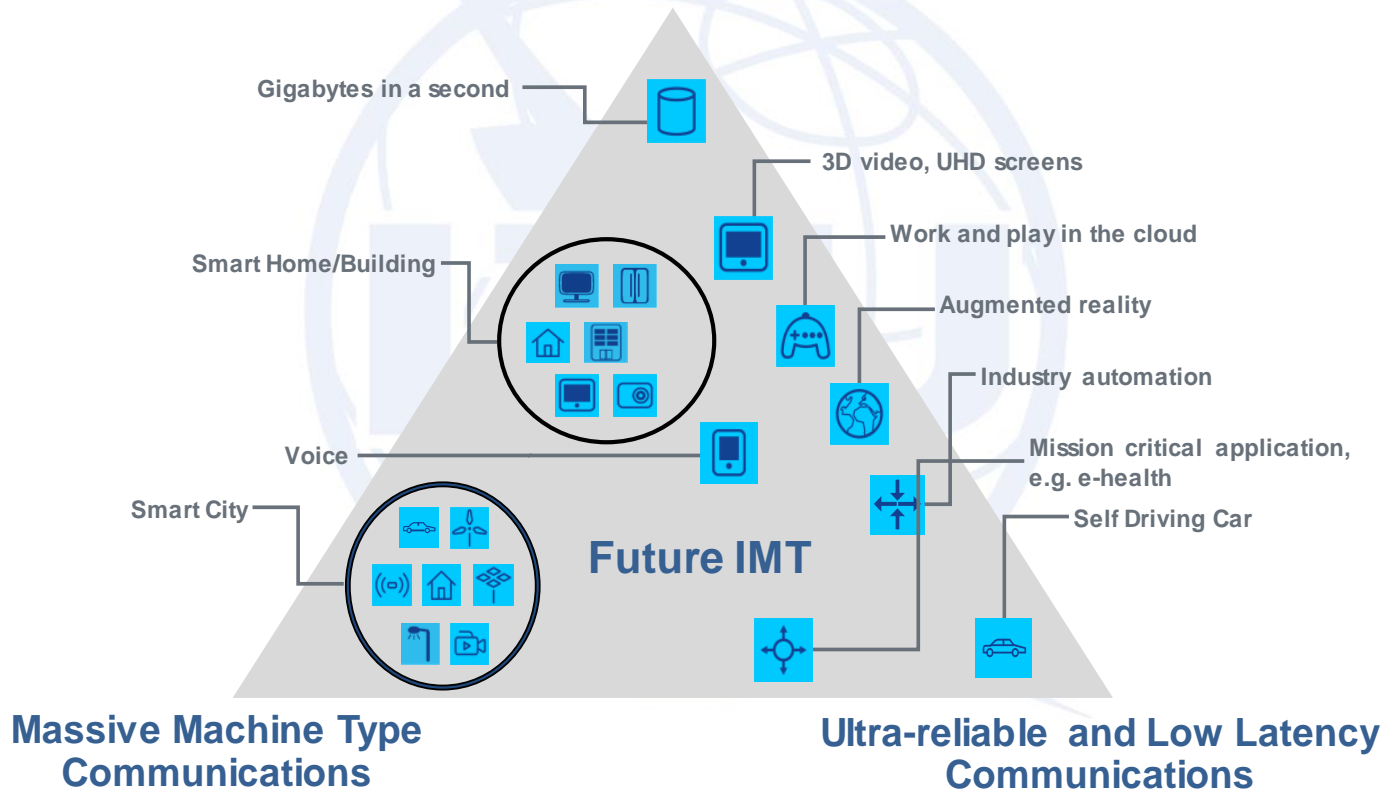 Gigabytes in a second
3D video, UHD screens
Work and play in the cloud
Smart Home/Building
Augmented reality
Industry automation
Mission critical application,
e.g. e-health
Voice
Smart City
Self Driving Car
Future IMT
Massive Machine Type
Communications
Ultra-reliable and Low Latency
Communications